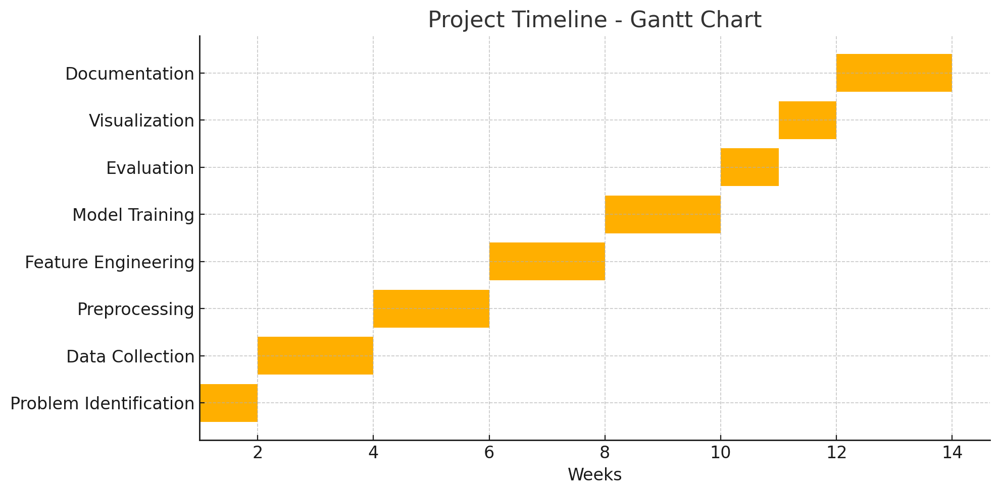 Project Timeline - Gantt Chart
Documentation
Visualization
Evaluation
Model Training
Feature Engineering
Preprocessing
Data Collection
Problem Identification
2 4 6 8 10 12 14
Weeks